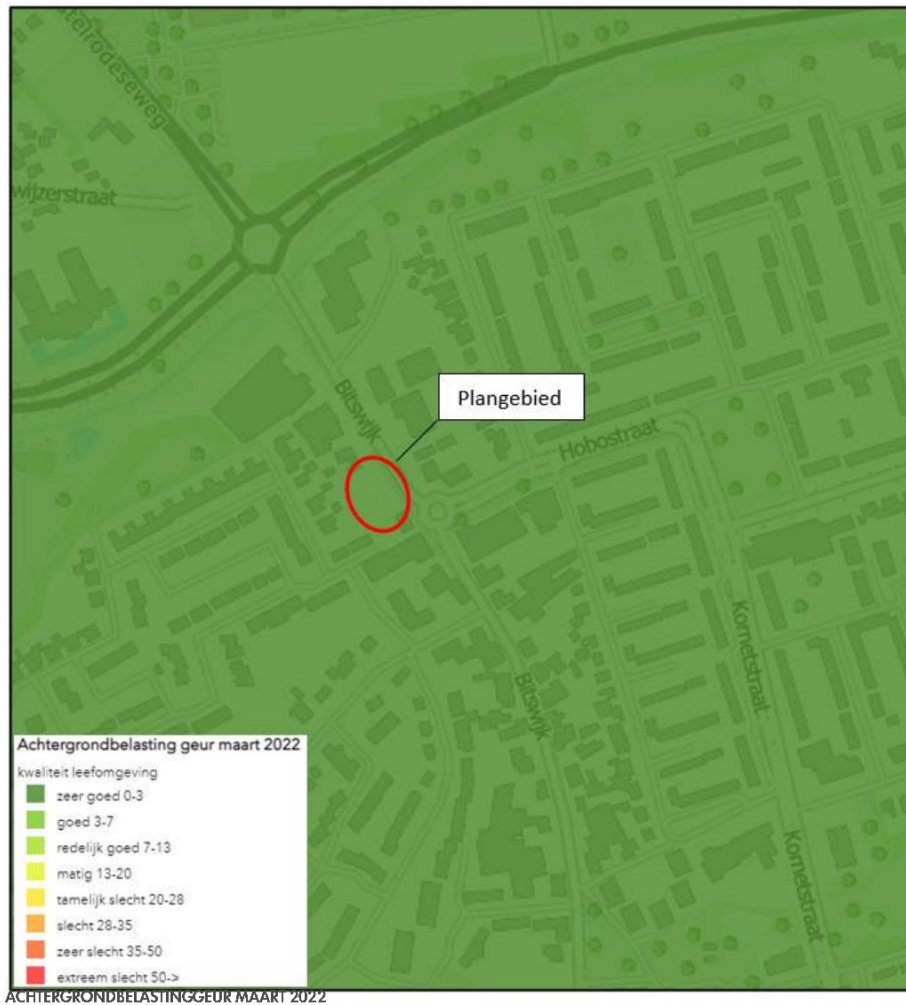 wijzerstraat
Bitswijk
Plangebied
Hobostraat
Kornetstraat
Bitswijk
Kornetstraat
Achtergrondbelasting geur maart 2022
kwaliteit leefomgeving
zeer goed 0-3
goed 3-7
redelijk goed 7-13
matig 13-20
tamelijk slecht 20-28
slecht 28-35
zeer slecht 35-50
extreem slecht 50->
ACHTERGRONDBELASTINGGEUR MAART 2022